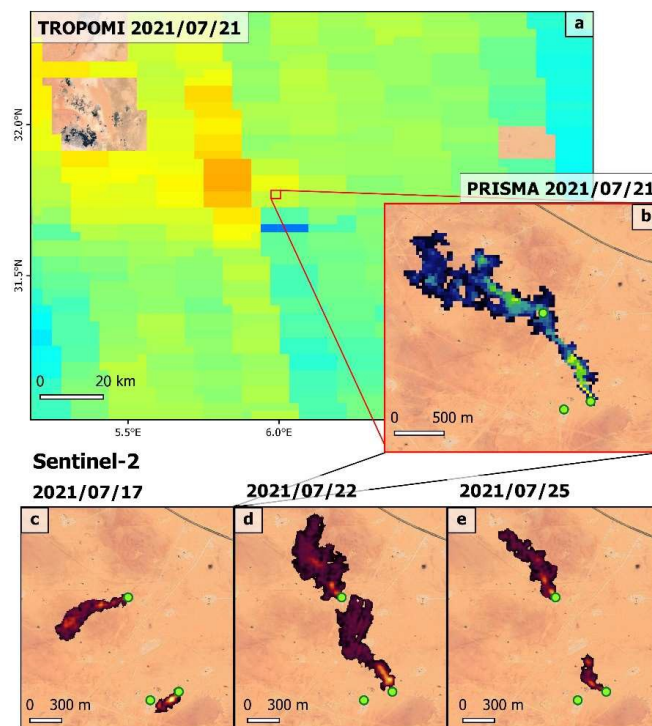 TROPOMI 2021/07/21
a
32.0°N
31.5°N
0 20 km
5.5°E 6.0°E
PRISMA 2021/07/21
b
0 500 m
Sentinel-2
2021/07/17 2021/07/22 2021/07/25
c d e
0 300 m 0 300 m 0 300 m